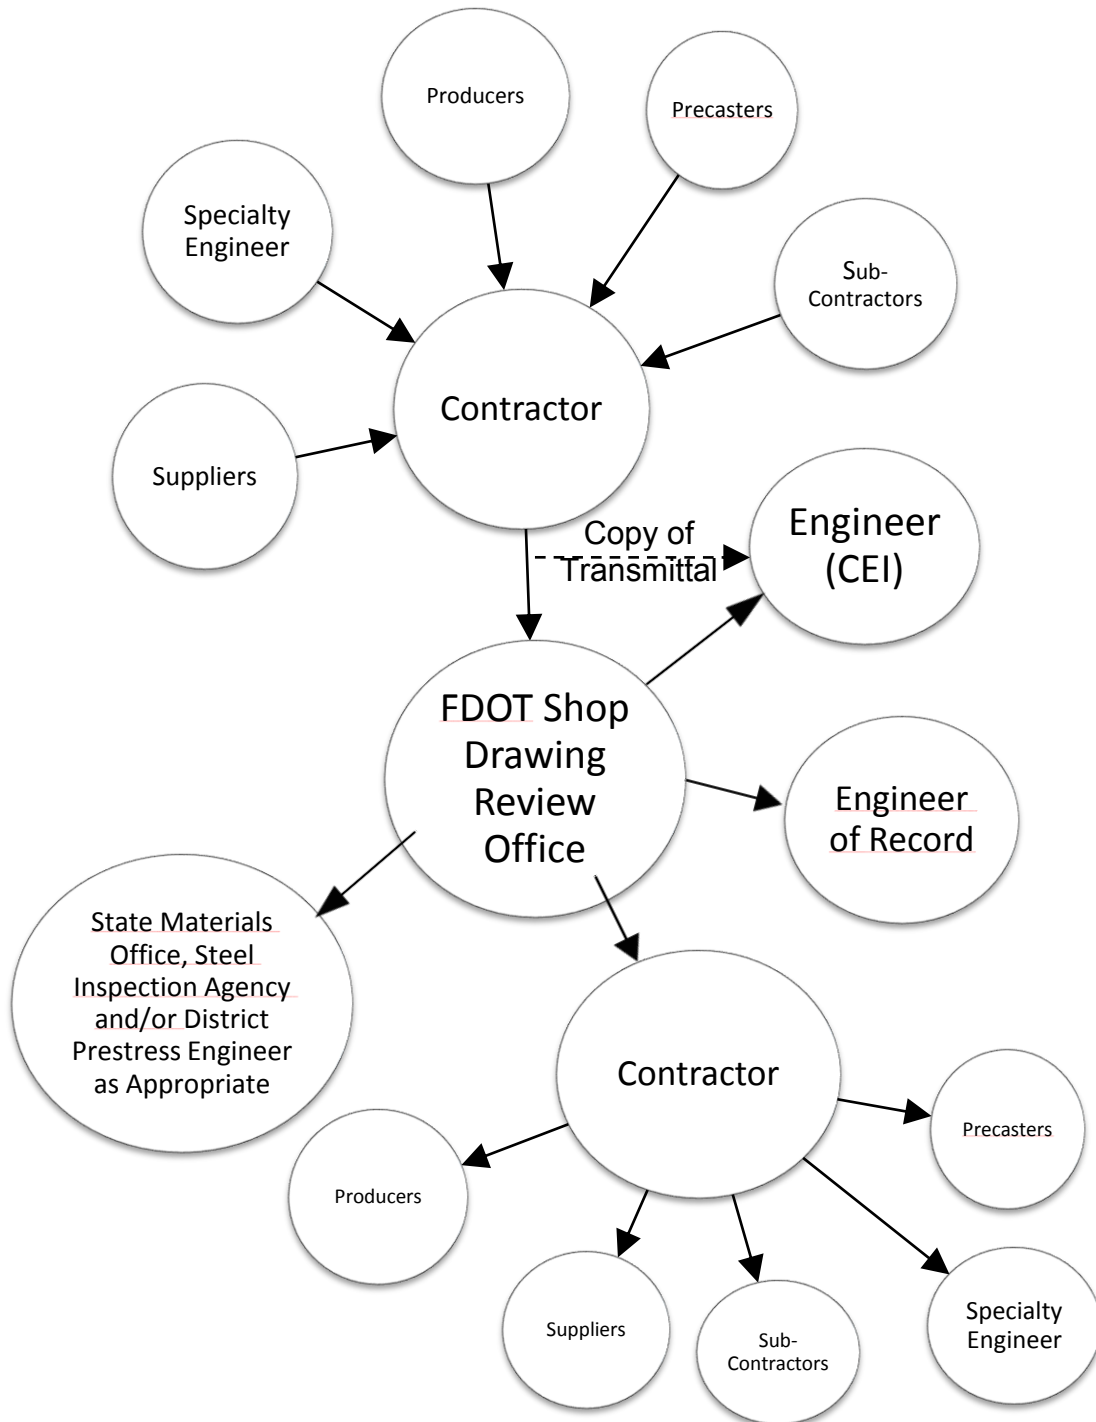 Producers
Precasters
Specialty
Engineer
Sub-
Contractors
Contractor
Suppliers
Copy of
Transmittal
Engineer
(CEI)
FDOT Shop
Drawing
Review
Office
Engineer
of Record
State Materials
Office, Steel
Inspection Agency
and/or District
Prestress Engineer
as Appropriate
Contractor
Precasters
Producers
Suppliers
Sub-
Contractors
Specialty
Engineer